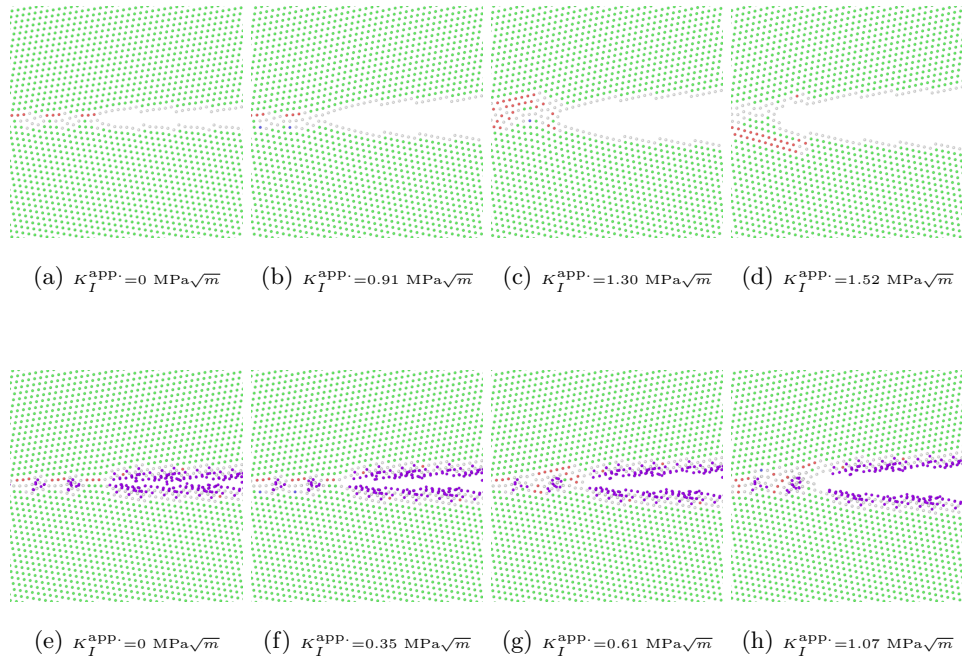 (a) K_I^app.=0 MPa√m (b) K_I^app.=0.91 MPa√m (c) K_I^app.=1.30 MPa√m (d) K_I^app.=1.52 MPa√m
(e) K_I^app.=0 MPa√m (f) K_I^app.=0.35 MPa√m (g) K_I^app.=0.61 MPa√m (h) K_I^app.=1.07 MPa√m